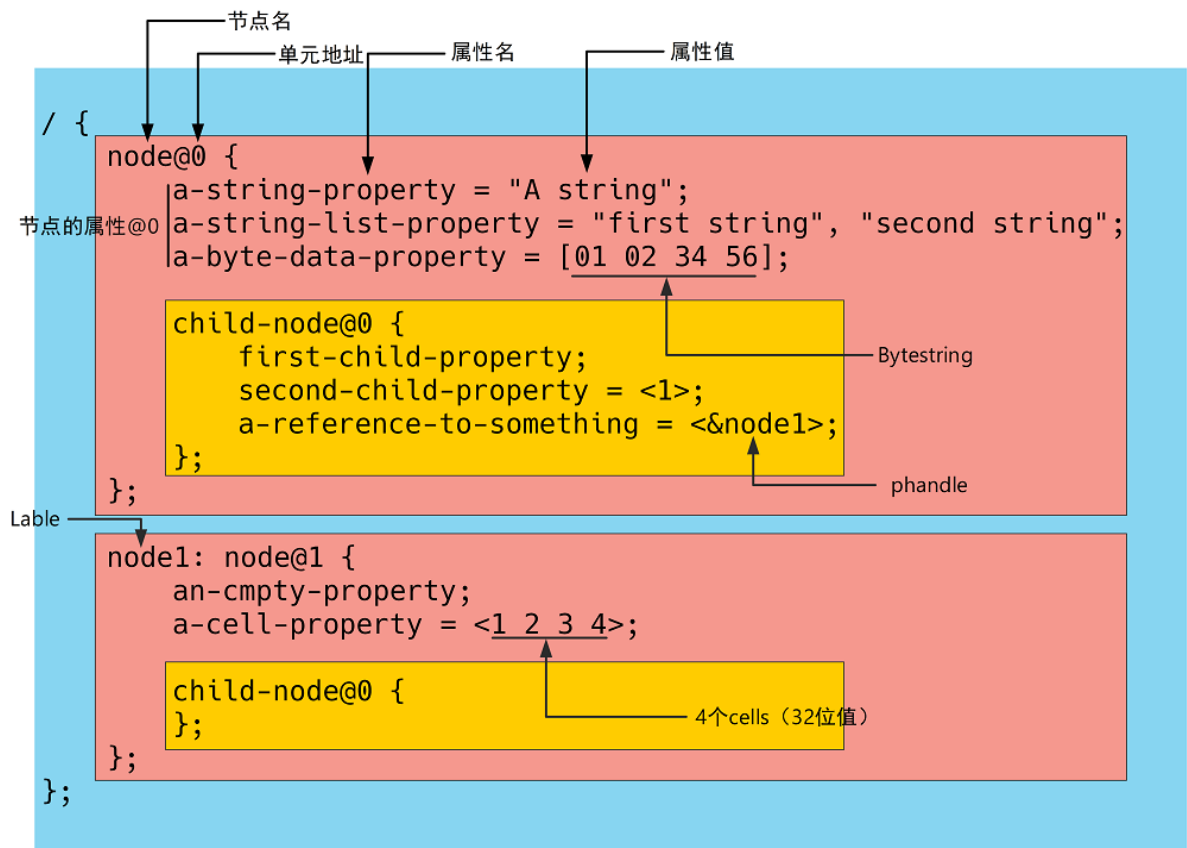 节点名
单元地址
属性名
属性值
/ {
node@0 {
a-string-property = "A string";
节点的属性@0
a-string-list-property = "first string", "second string";
a-byte-data-property = [01 02 34 56];
child-node@0 {
first-child-property;
Bytestring
second-child-property = <1>;
a-reference-to-something = <&node1>;
};
phandle
};
Lable
node1: node@1 {
an-cmpty-property;
a-cell-property = <1 2 3 4>;
child-node@0 {
4个cells（32位值）
};
};
};